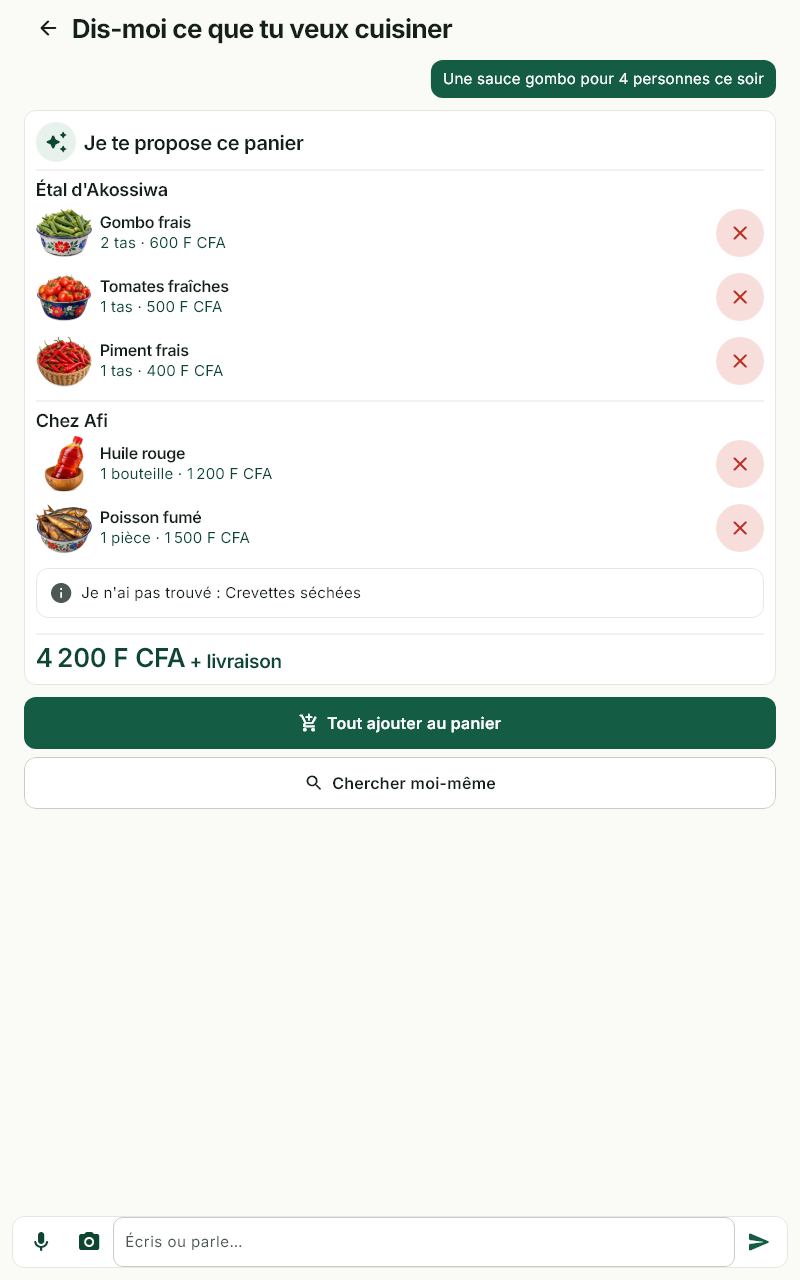 Dis-moi ce que tu veux cuisiner
Une sauce gombo pour 4 personnes ce soir
Je te propose ce panier
Étal d'Akossiwa
Gombo frais
2 tas · 600 F CFA
Tomates fraîches
1 tas · 500 F CFA
Piment frais
1 tas · 400 F CFA
Chez Afi
Huile rouge
1 bouteille · 1 200 F CFA
Poisson fumé
1 pièce · 1 500 F CFA
Je n'ai pas trouvé : Crevettes séchées
4 200 F CFA + livraison
Tout ajouter au panier
Chercher moi-même
Écris ou parle...